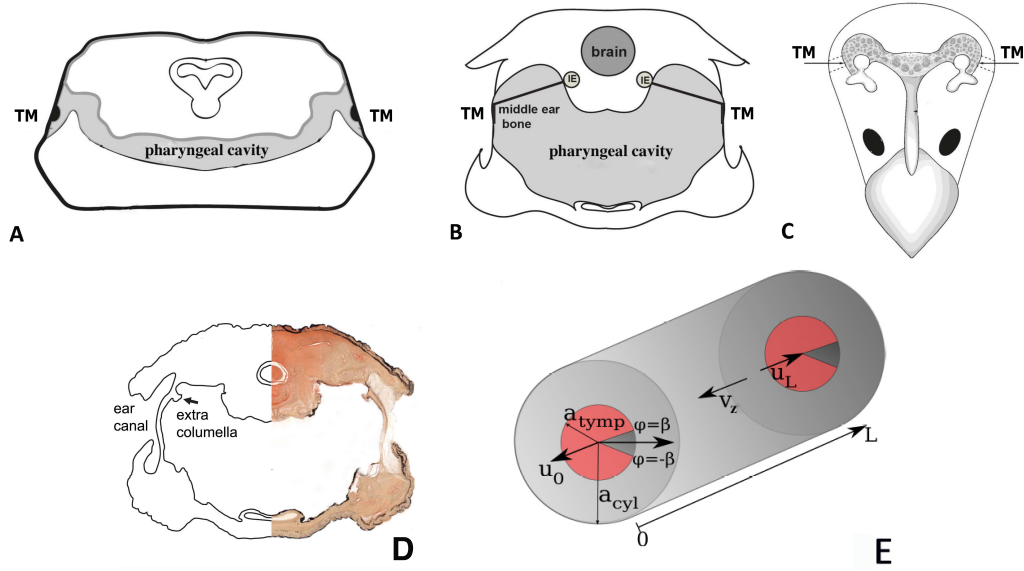 TM
TM
pharyngeal cavity
A
brain
IE
IE
TM
TM
middle ear
bone
pharyngeal cavity
B
TM
TM
C
ear
canal
extra
columella
D
a_tymp
φ=β
φ=-β
u_0
a_cyl
u_L
v_z
0
L
E